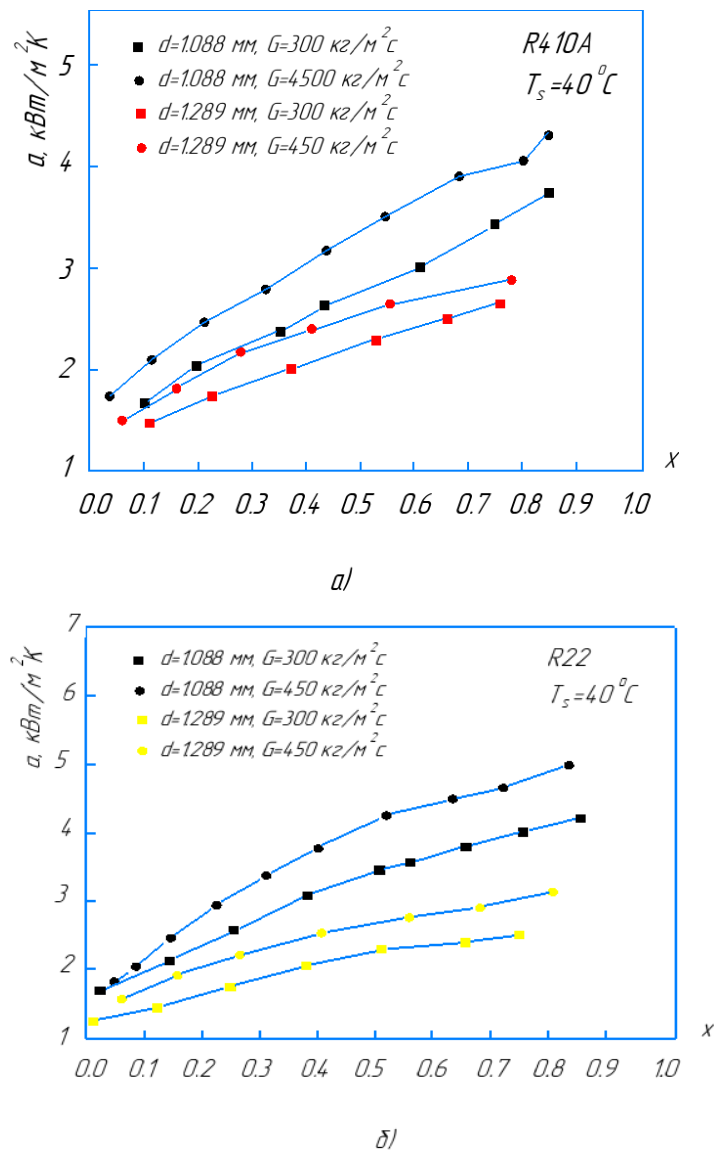 a, кВт/м²К
d=1.088 мм, G=300 кг/м²с
d=1.088 мм, G=4500 кг/м²с
d=1.289 мм, G=300 кг/м²с
d=1.289 мм, G=450 кг/м²с
R410A
Tₛ=40 ⁰C
5
4
3
2
1
x
0.0 0.1 0.2 0.3 0.4 0.5 0.6 0.7 0.8 0.9 1.0
а)
a, кВт/м²К
d=1.088 мм, G=300 кг/м²с
d=1.088 мм, G=450 кг/м²с
d=1.289 мм, G=300 кг/м²с
d=1.289 мм, G=450 кг/м²с
R22
Tₛ=40 ⁰C
7
6
5
4
3
2
1
x
0.0 0.1 0.2 0.3 0.4 0.5 0.6 0.7 0.8 0.9 1.0
б)